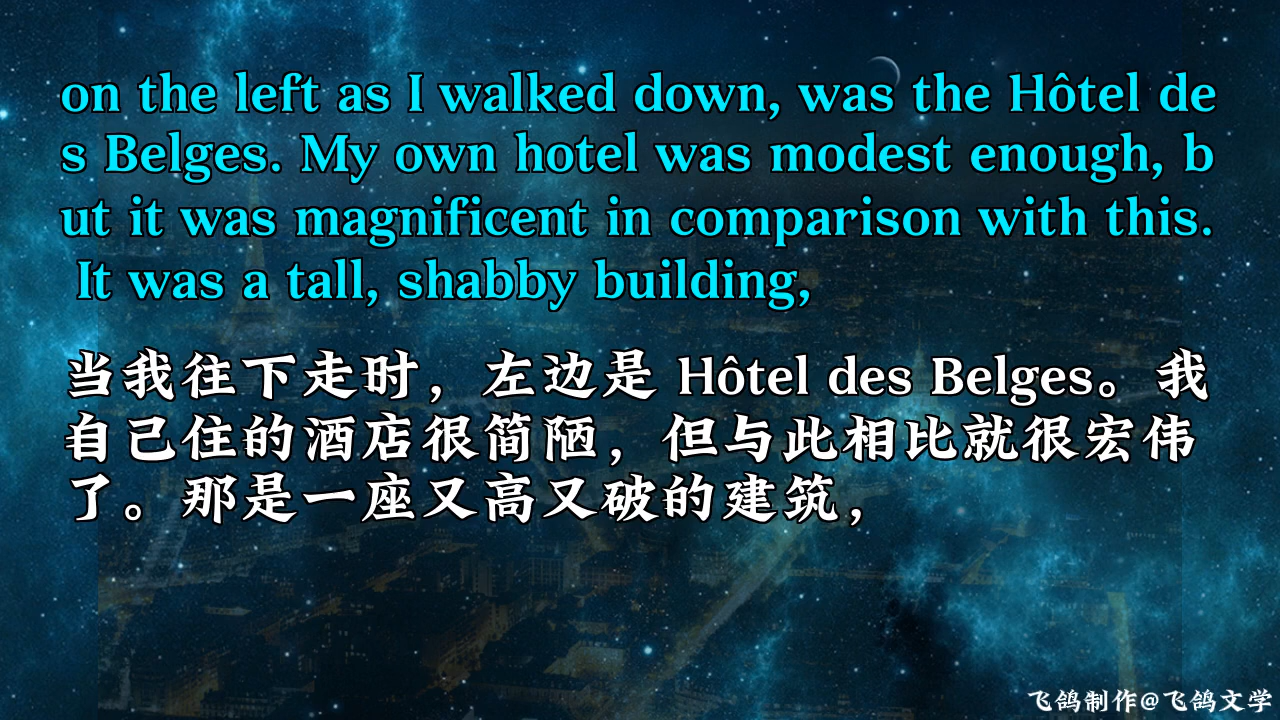 on the left as I walked down, was the Hôtel de
s Belges. My own hotel was modest enough, b
ut it was magnificent in comparison with this.
It was a tall, shabby building,
当我往下走时，左边是 Hôtel des Belges。我
自己住的酒店很简陋，但与此相比就很宏伟
了。那是一座又高又破的建筑，
飞鸽制作@飞鸽文学